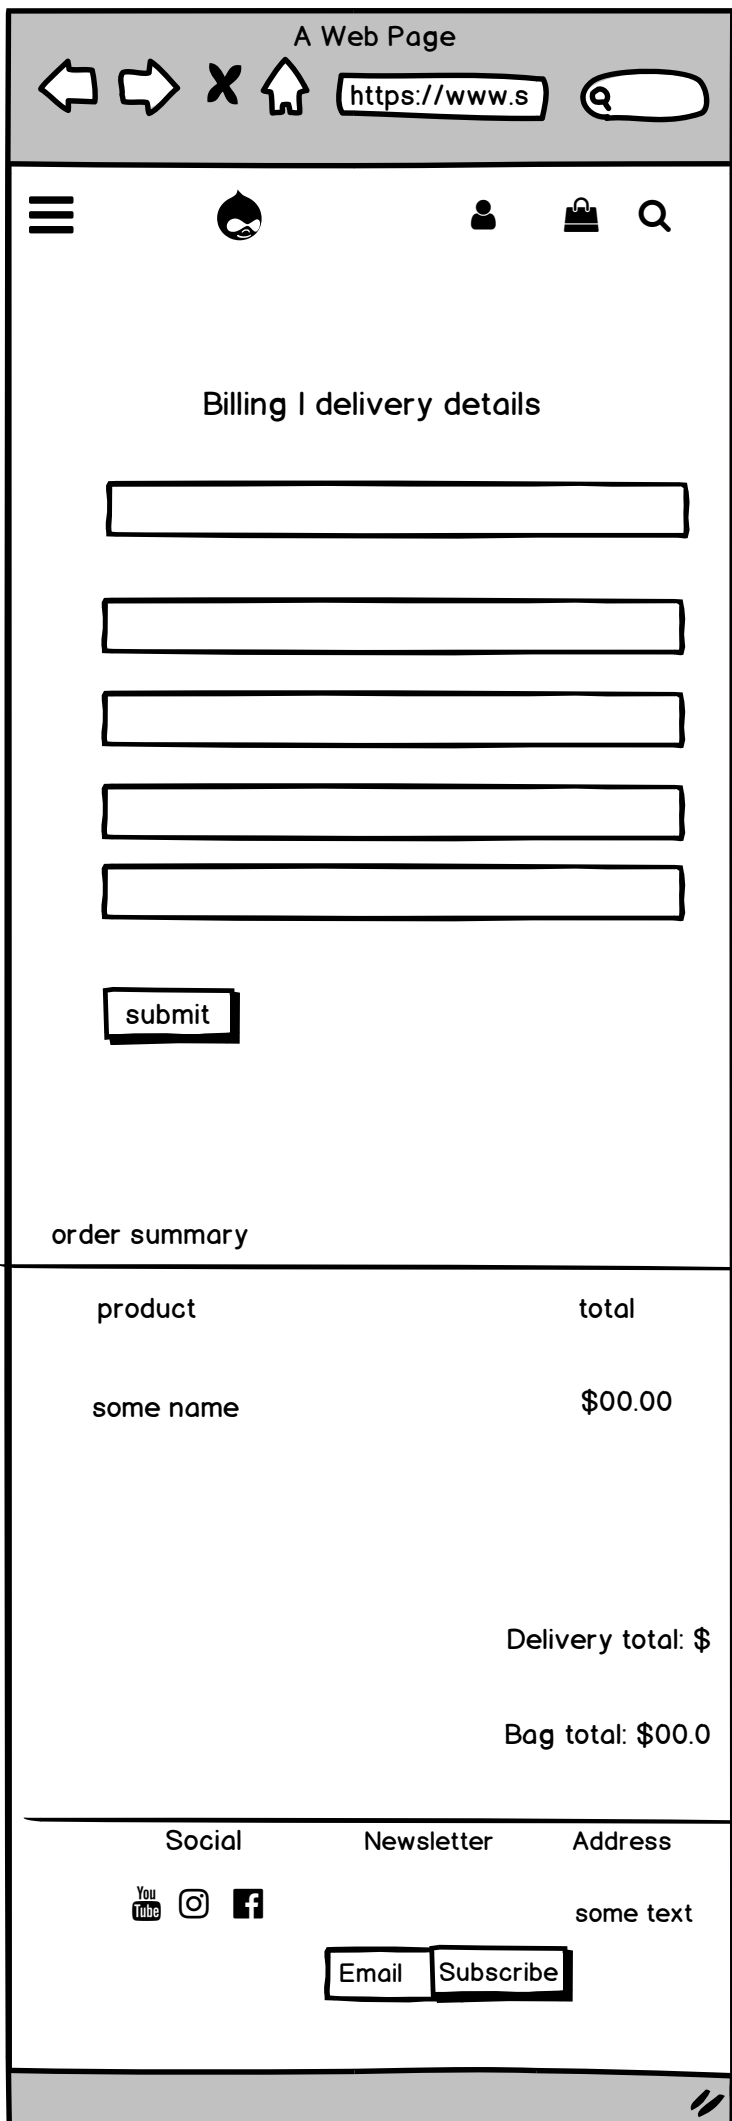 A Web Page
https://www.s
Billing | delivery details
submit
order summary
product total
some name $00.00
Delivery total: $
Bag total: $00.0
Social Newsletter Address
You
Tube
some text
Email Subscribe